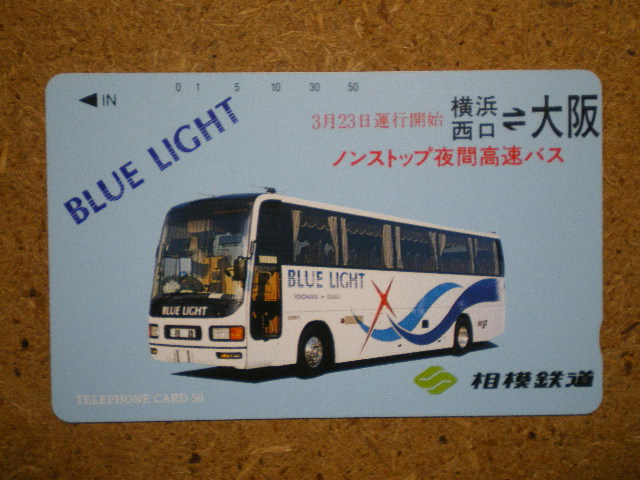 ◀IN
0 1 5 10 30 50
BLUE LIGHT
3月23日運行開始
横浜西口⇌大阪
ノンストップ夜間高速バス
BLUE LIGHT
YOKOHAMA ⇔ OSAKA
BLUE LIGHT
相模鉄道
TELEPHONE CARD 50